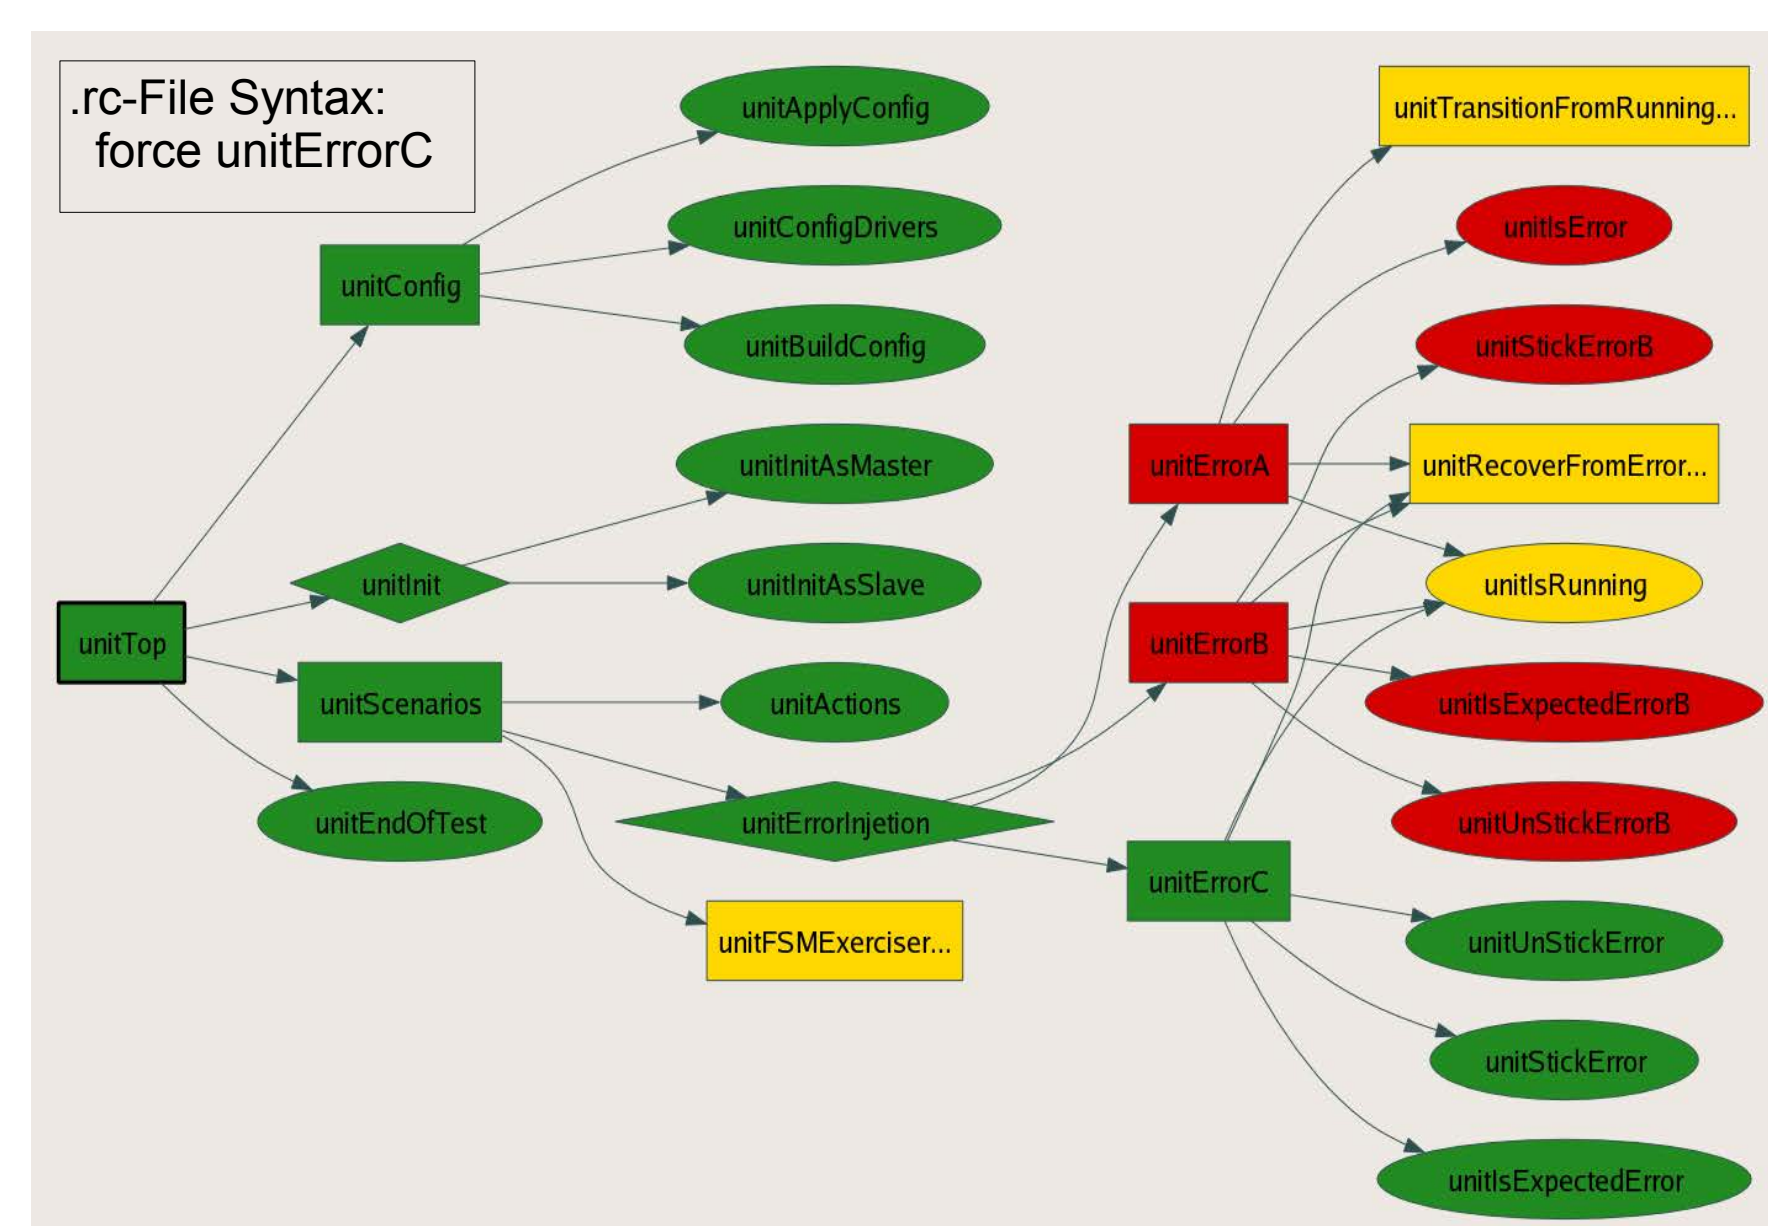 .rc-File Syntax:
force unitErrorC
unitApplyConfig
unitConfigDrivers
unitConfig
unitBuildConfig
unitInitAsMaster
unitInit
unitInitAsSlave
unitTop
unitScenarios
unitActions
unitEndOfTest
unitErrorInjetion
unitFSMExerciser...
unitTransitionFromRunning...
unitIsError
unitStickErrorB
unitErrorA
unitRecoverFromError...
unitIsRunning
unitErrorB
unitIsExpectedErrorB
unitUnStickErrorB
unitErrorC
unitUnStickError
unitStickError
unitIsExpectedError